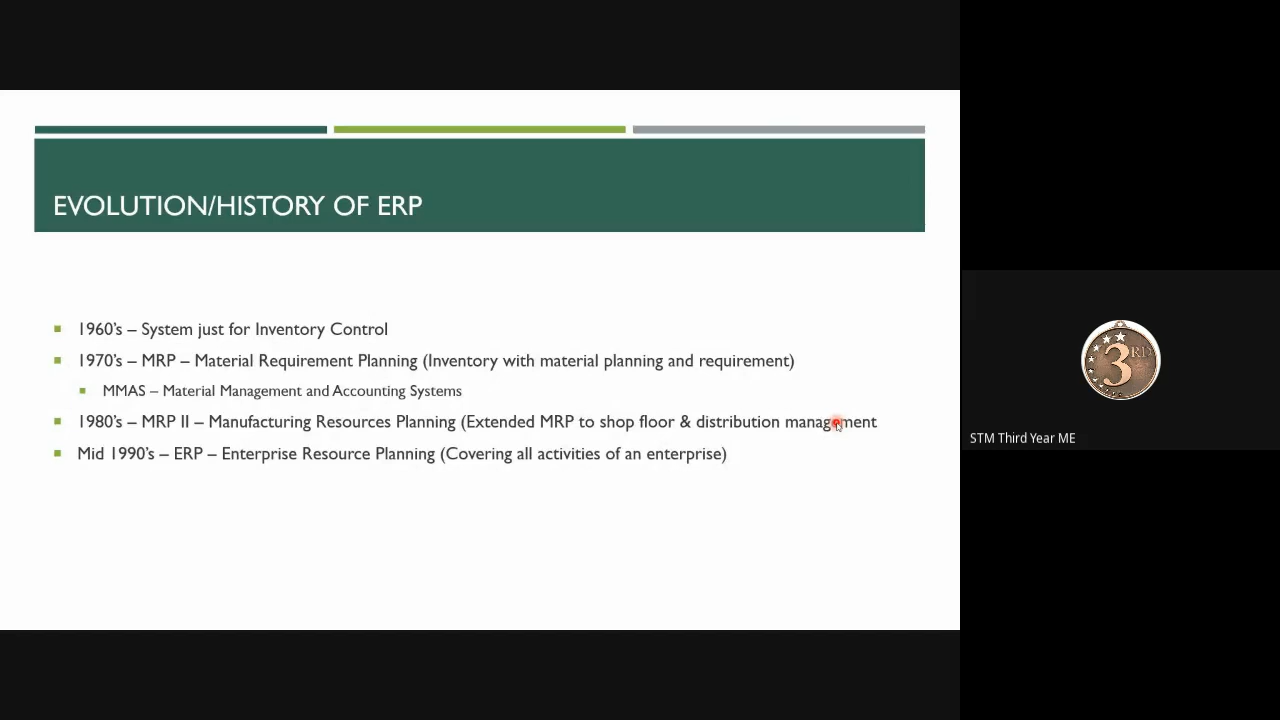 EVOLUTION/HISTORY OF ERP
1960's – System just for Inventory Control
1970's – MRP – Material Requirement Planning (Inventory with material planning and requirement)
MMAS – Material Management and Accounting Systems
1980's – MRP II – Manufacturing Resources Planning (Extended MRP to shop floor & distribution management
Mid 1990's – ERP – Enterprise Resource Planning (Covering all activities of an enterprise)
3RD
STM Third Year ME